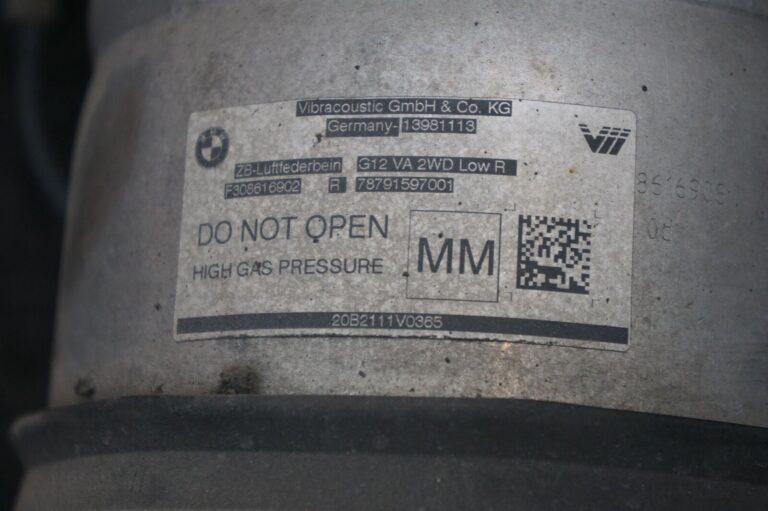 Vibracoustic GmbH & Co. KG
Germany- 13981113
ZB-Luftfederbein G12 VA 2WD Low R
F308616902 R 78791597001
DO NOT OPEN
HIGH GAS PRESSURE
MM
20B2111V0365